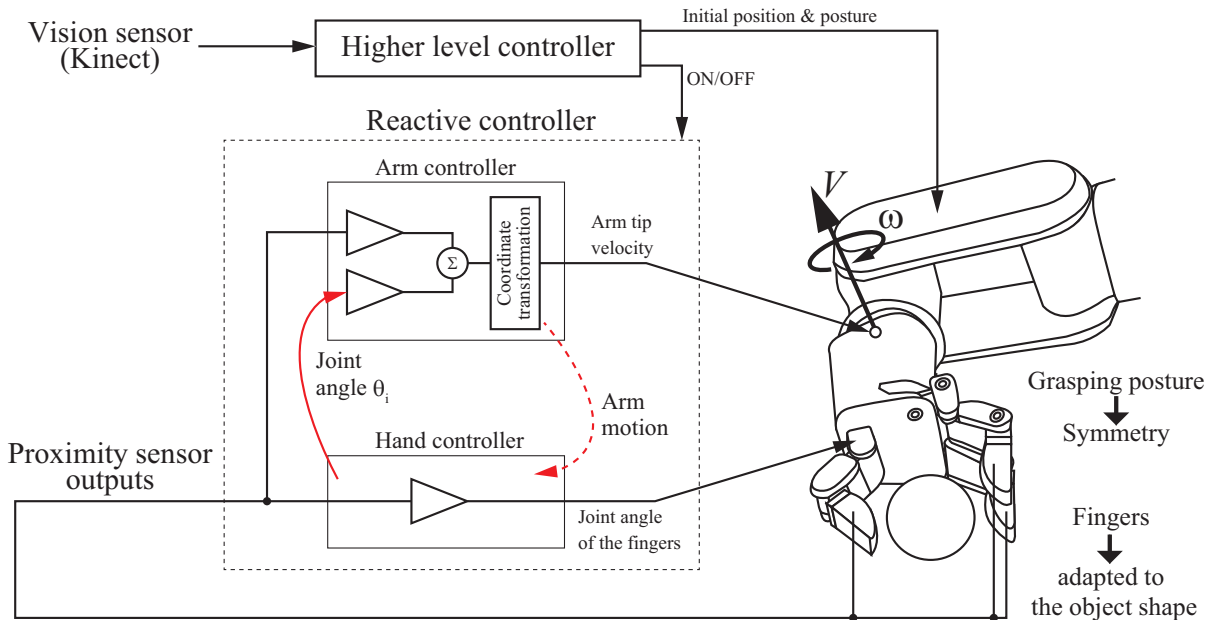 Vision sensor
(Kinect)
Higher level controller
Initial position & posture
ON/OFF
Reactive controller
Arm controller
Σ
Coordinate
transformation
Arm tip
velocity
V
ω
Joint
angle θi
Arm
motion
Hand controller
Proximity sensor
outputs
Joint angle
of the fingers
Grasping posture
Symmetry
Fingers
adapted to
the object shape